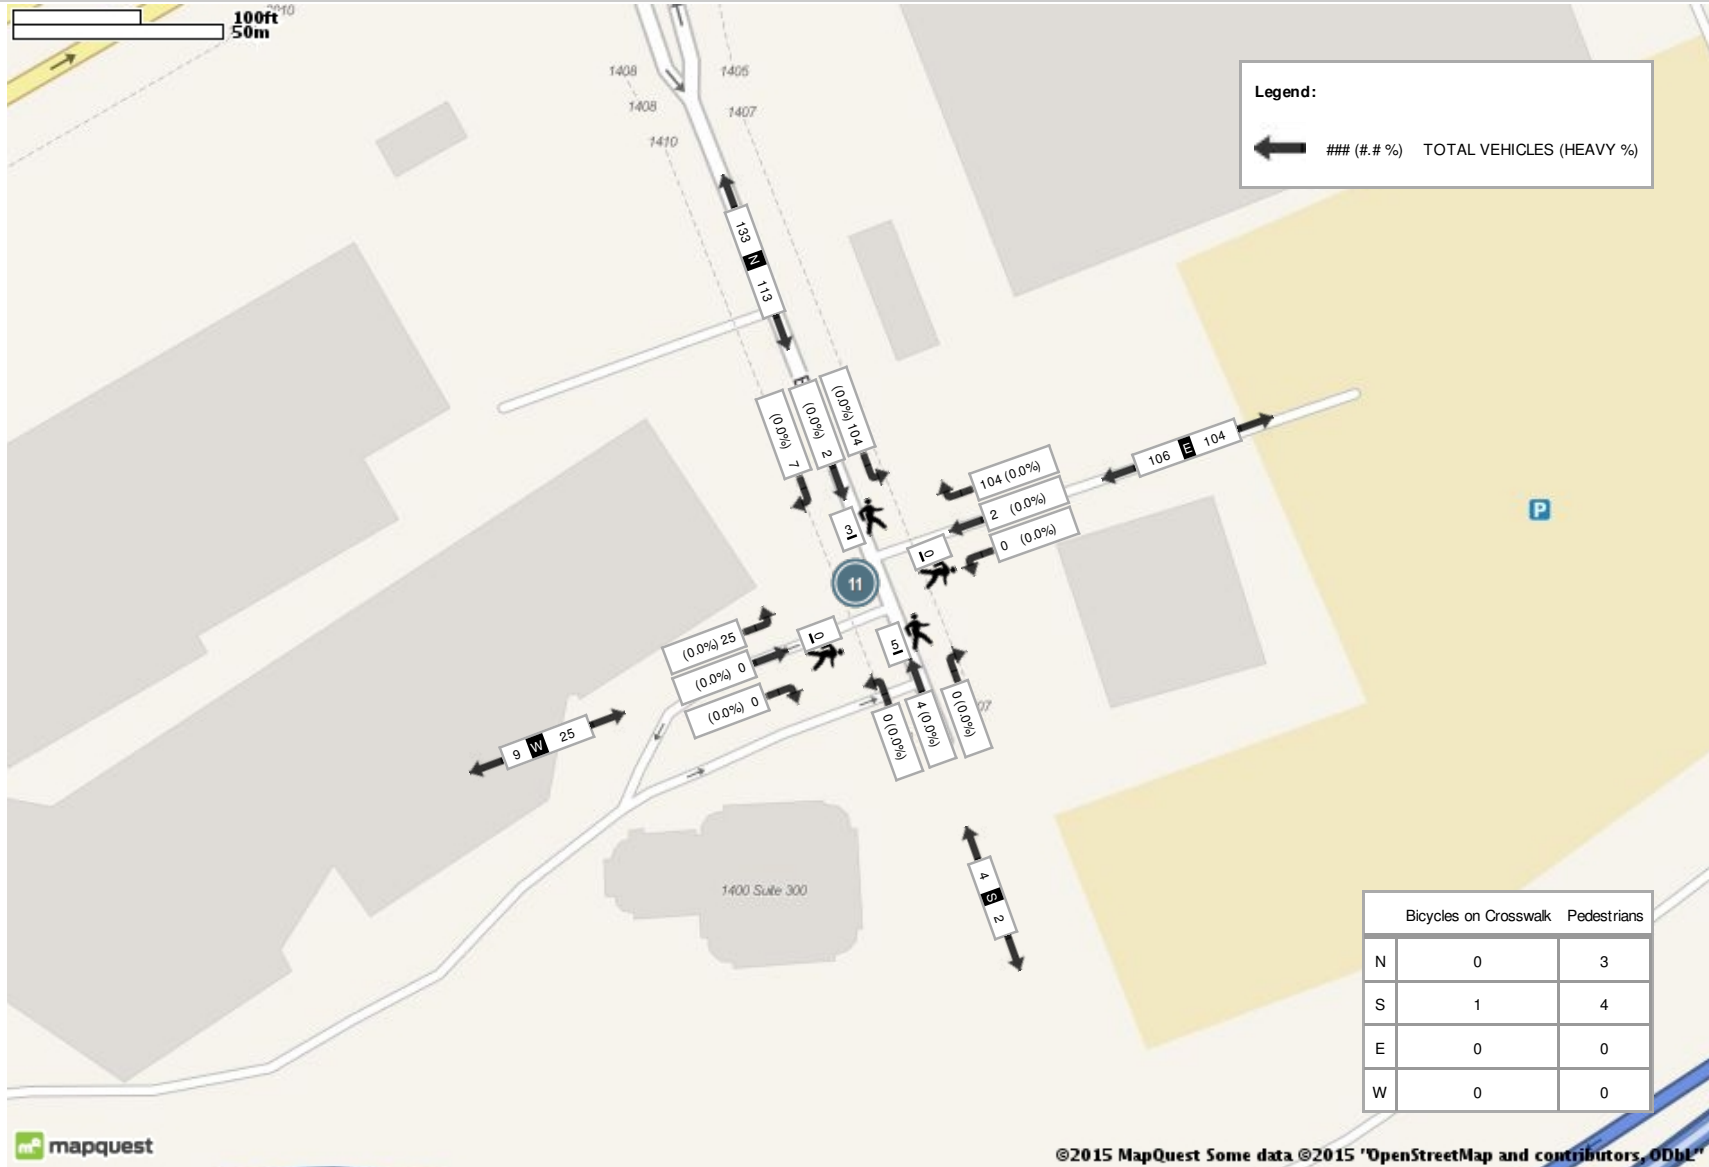 100ft
50m
2010
1408
1405
1408
1407
1410
Legend:
### (#.# %) TOTAL VEHICLES (HEAVY %)
133 N 113
E
(0.0%) 7
(0.0%) 2
(0.0%) 104
106 E 104
104 (0.0%)
2 (0.0%)
0 (0.0%)
P
3
0
11
0
5
(0.0%) 25
(0.0%) 0
(0.0%) 0
0 (0.0%)
4 (0.0%)
0 (0.0%)
07
9 W 25
4 S 2
1400 Suite 300
Bicycles on Crosswalk Pedestrians
N 0 3
S 1 4
E 0 0
W 0 0
mapquest
©2015 MapQuest Some data ©2015 "OpenStreetMap and contributors, ODbL"